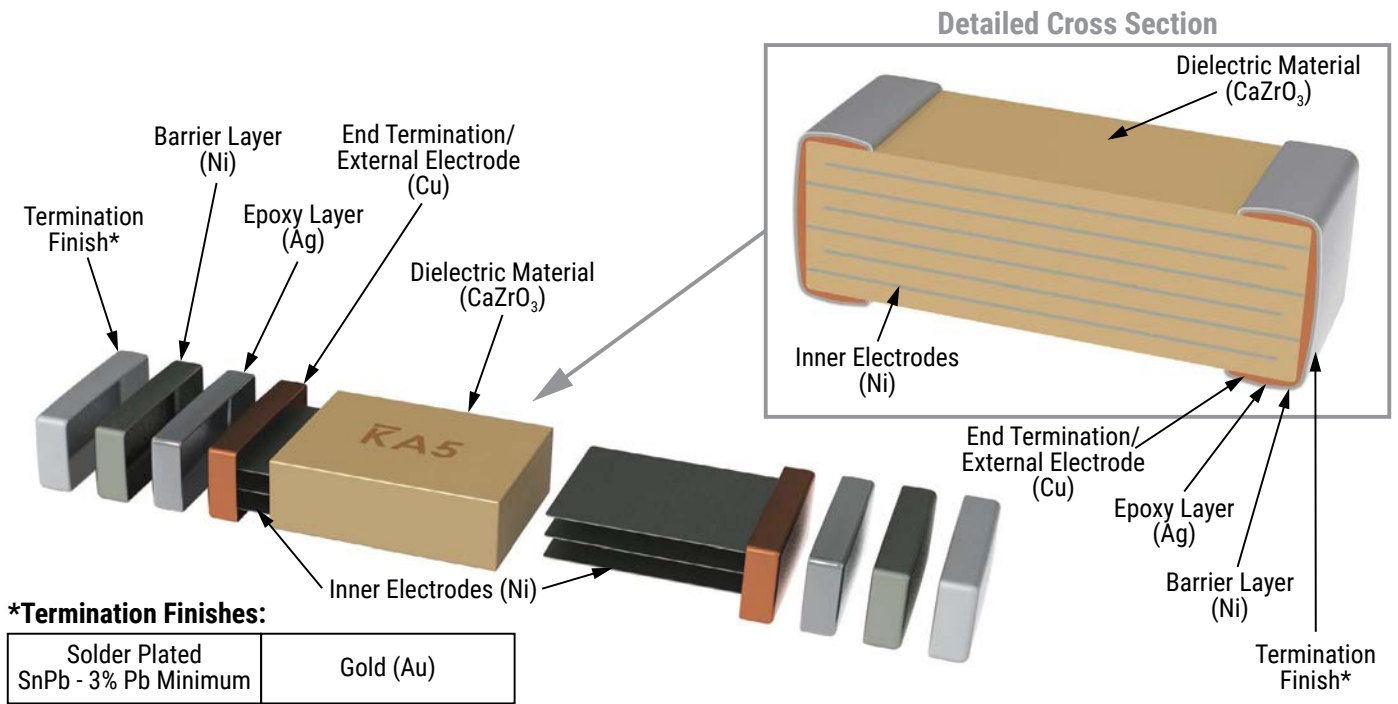 Detailed Cross Section
Dielectric Material
(CaZrO₃)
Inner Electrodes
(Ni)
End Termination/
External Electrode
(Cu)
Epoxy Layer
(Ag)
Barrier Layer
(Ni)
Termination
Finish*
Termination
Finish*
Barrier Layer
(Ni)
Epoxy Layer
(Ag)
End Termination/
External Electrode
(Cu)
Dielectric Material
(CaZrO₃)
KA5
Inner Electrodes (Ni)
*Termination Finishes:
Solder Plated
SnPb - 3% Pb Minimum
Gold (Au)